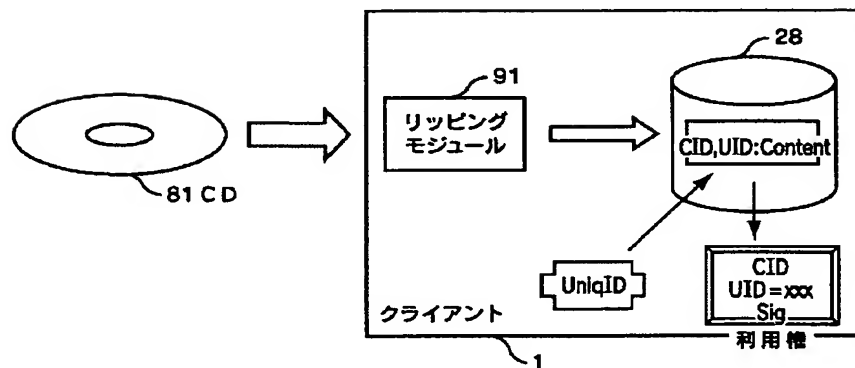 28
91
リッピング
モジュール
CID,UID:Content
81 CD
UniqID
CID
UID=xxx
Sig
クライアント
利用権
1